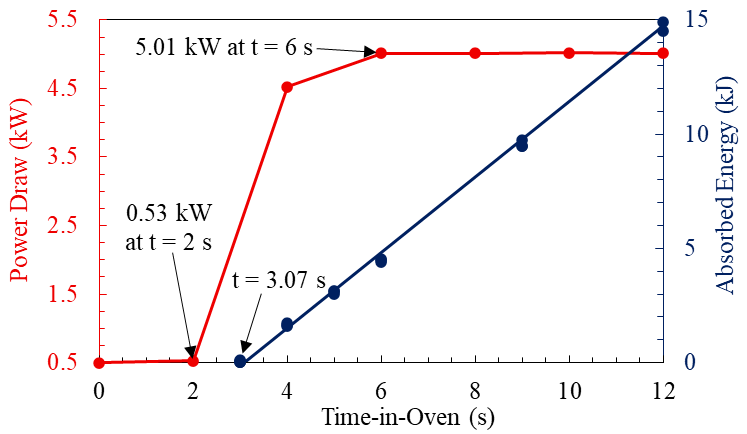 5.5
4.5
3.5
2.5
1.5
0.5
Power Draw (kW)
5.01 kW at t = 6 s
0.53 kW
at t = 2 s
t = 3.07 s
15
10
5
0
Absorbed Energy (kJ)
0 2 4 6 8 10 12
Time-in-Oven (s)